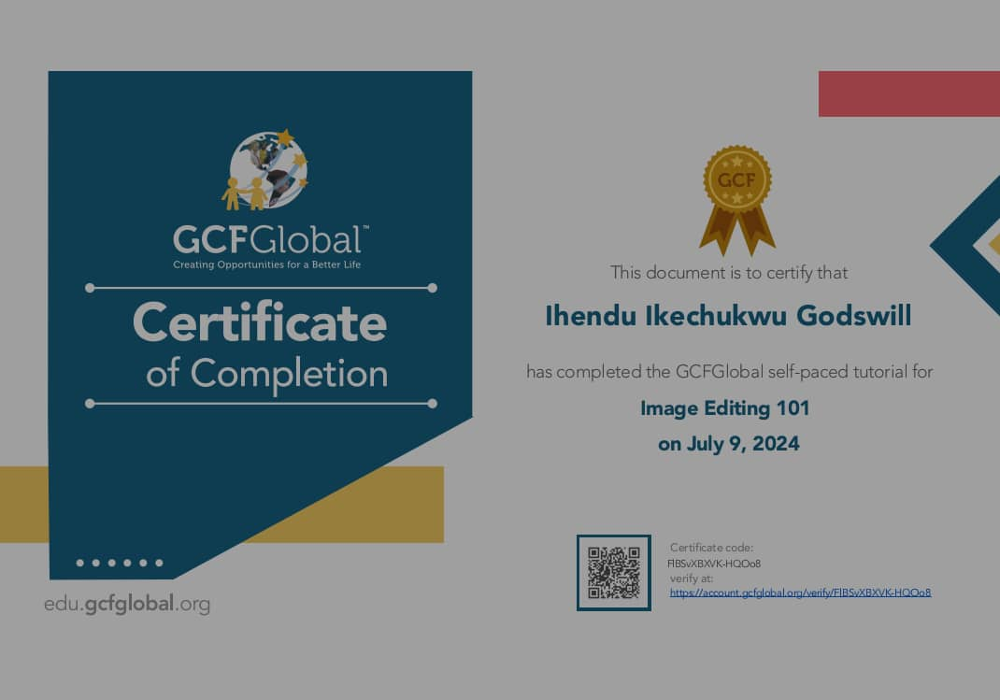 GCFGlobal™
Creating Opportunities for a Better Life
Certificate
of Completion
edu.gcfglobal.org
GCF
This document is to certify that
Ihendu Ikechukwu Godswill
has completed the GCFGlobal self-paced tutorial for
Image Editing 101
on July 9, 2024
Certificate code:
FlBSvXBXVK-HQOo8
verify at:
https://account.gcfglobal.org/verify/FlBSvXBXVK-HQOo8